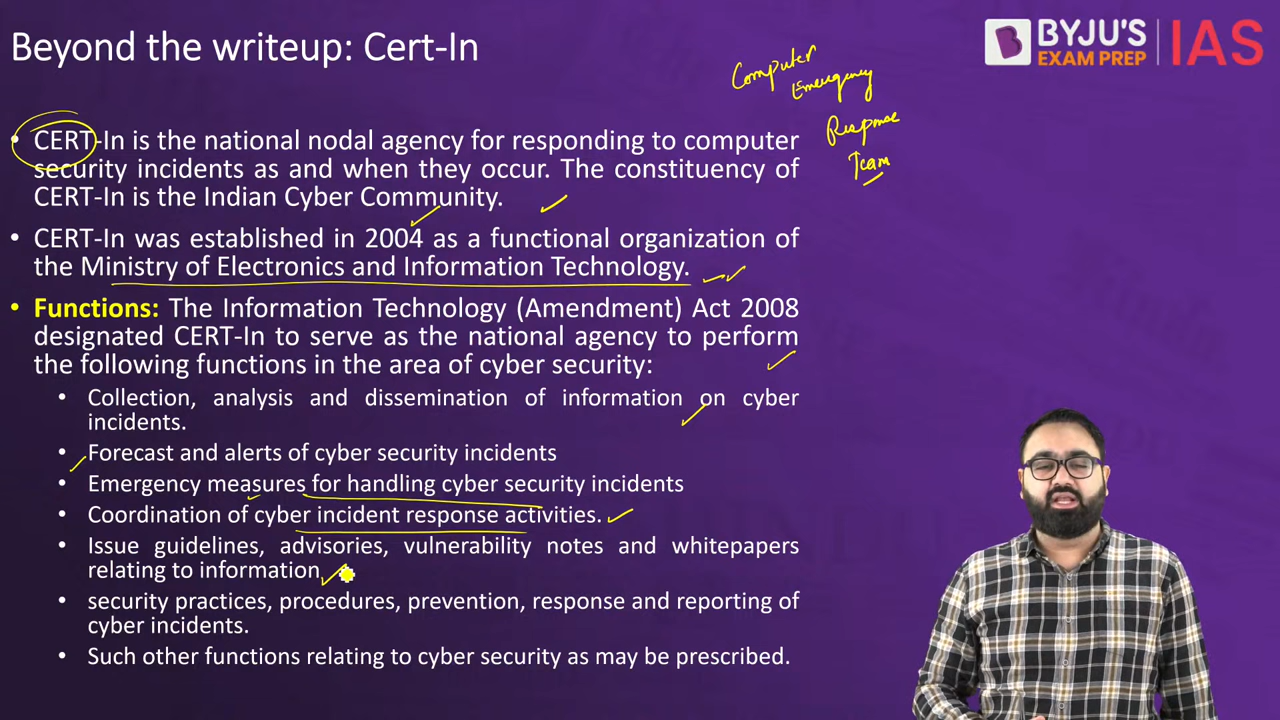 Beyond the writeup: Cert-In
BYJU'S
EXAM PREP
IAS
Computer
Emergency
Response
Team
• CERT-In is the national nodal agency for responding to computer
security incidents as and when they occur. The constituency of
CERT-In is the Indian Cyber Community.
• CERT-In was established in 2004 as a functional organization of
the Ministry of Electronics and Information Technology.
• Functions: The Information Technology (Amendment) Act 2008
designated CERT-In to serve as the national agency to perform
the following functions in the area of cyber security:
• Collection, analysis and dissemination of information on cyber
incidents.
• Forecast and alerts of cyber security incidents
• Emergency measures for handling cyber security incidents
• Coordination of cyber incident response activities.
• Issue guidelines, advisories, vulnerability notes and whitepapers
relating to information
• security practices, procedures, prevention, response and reporting of
cyber incidents.
• Such other functions relating to cyber security as may be prescribed.